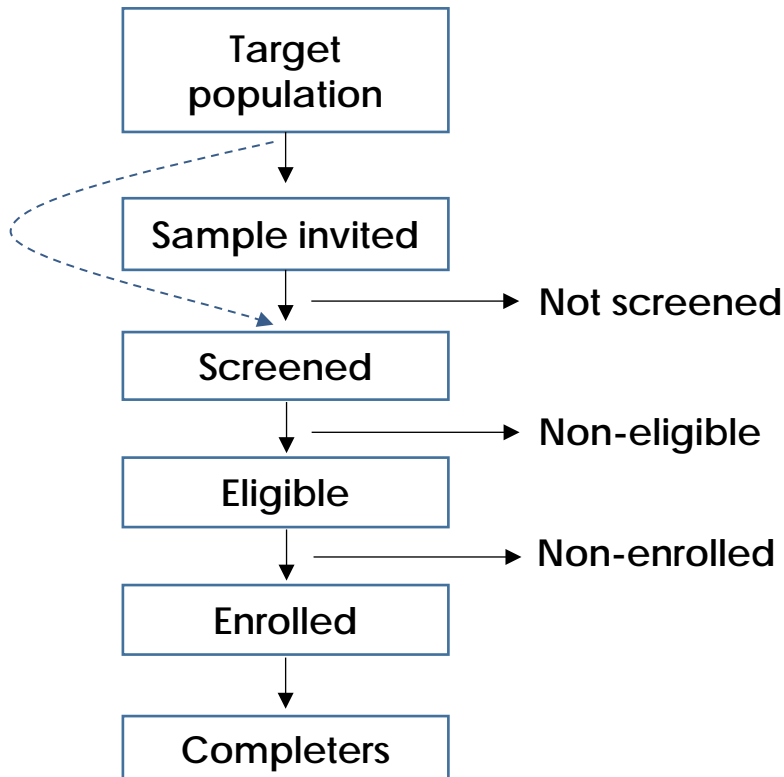 Target
population
Sample invited
Not screened
Screened
Non-eligible
Eligible
Non-enrolled
Enrolled
Completers